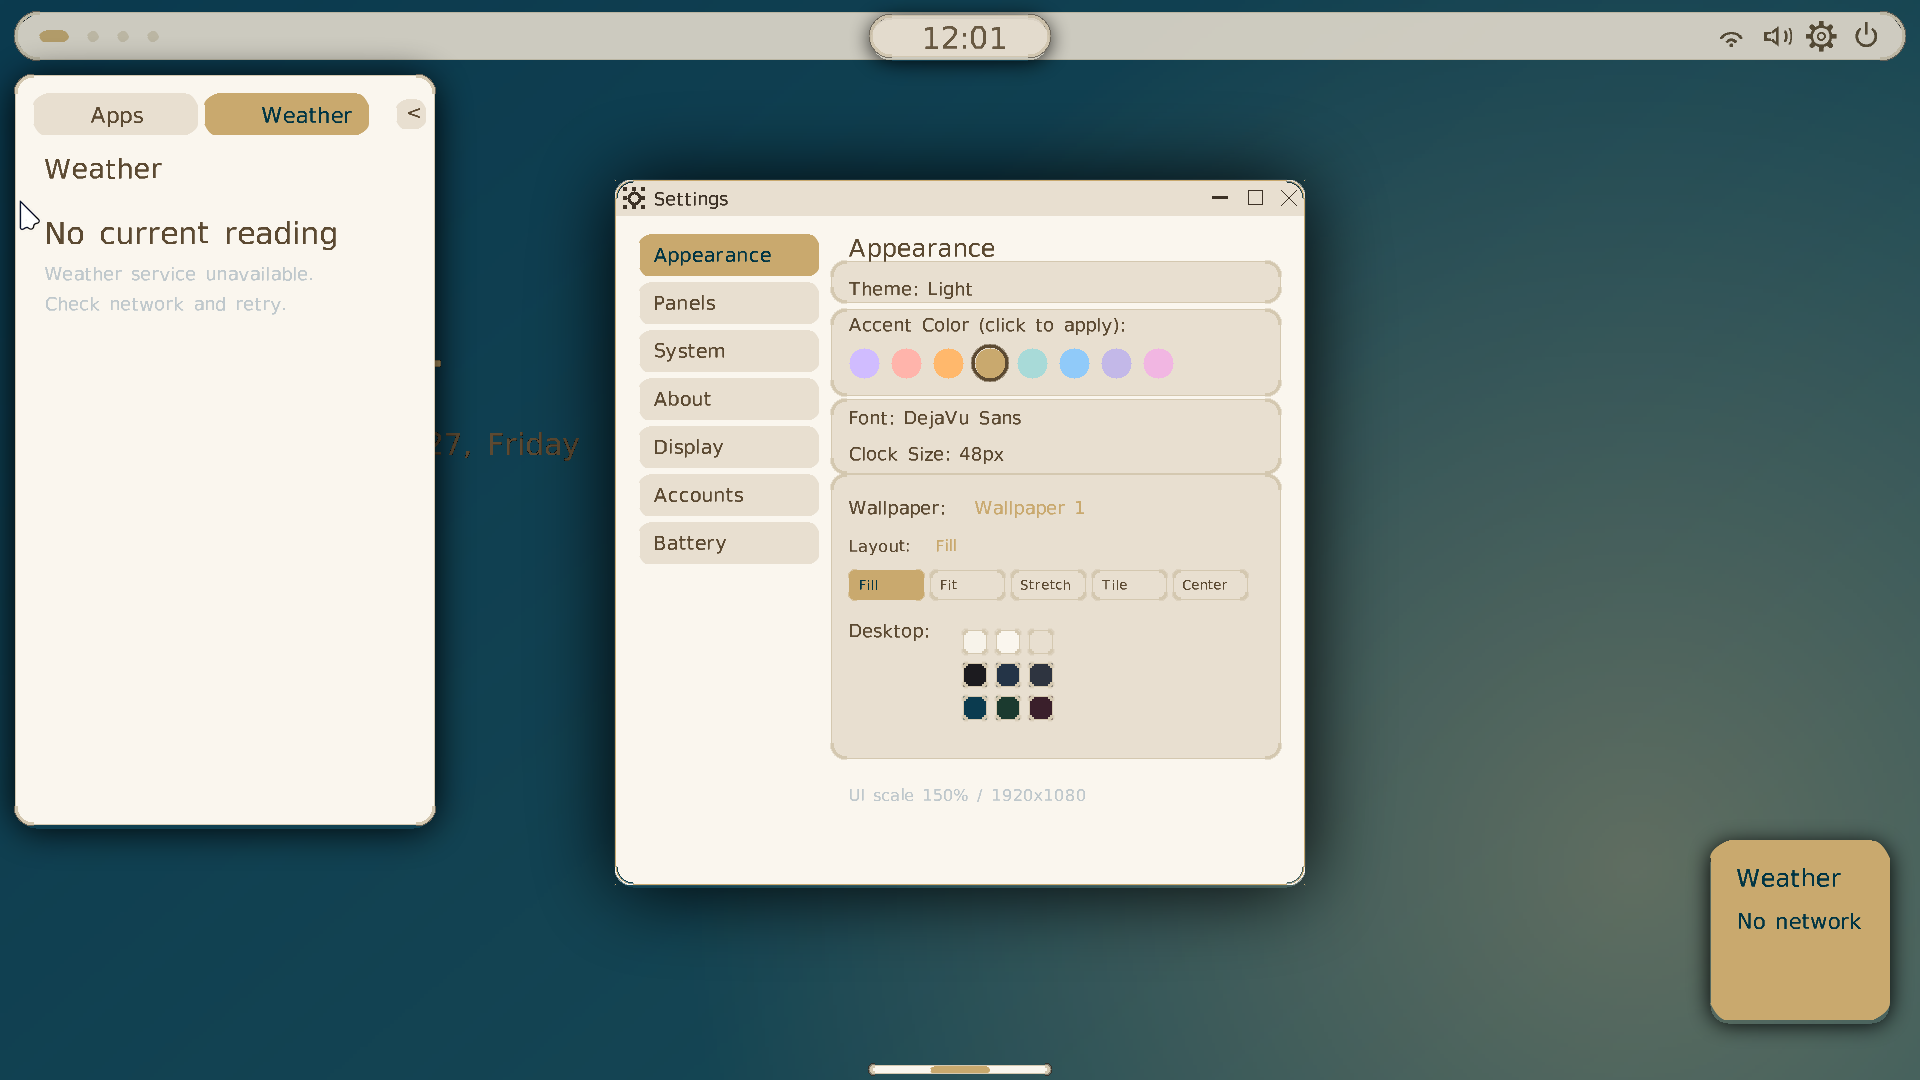 12:01
Apps
Weather
<
Weather
No current reading
Weather service unavailable.
Check network and retry.
27, Friday
Settings
Appearance
Panels
System
About
Display
Accounts
Battery
Appearance
Theme: Light
Accent Color (click to apply):
Font: DejaVu Sans
Clock Size: 48px
Wallpaper: Wallpaper 1
Layout: Fill
Fill Fit Stretch Tile Center
Desktop:
UI scale 150% / 1920x1080
Weather
No network